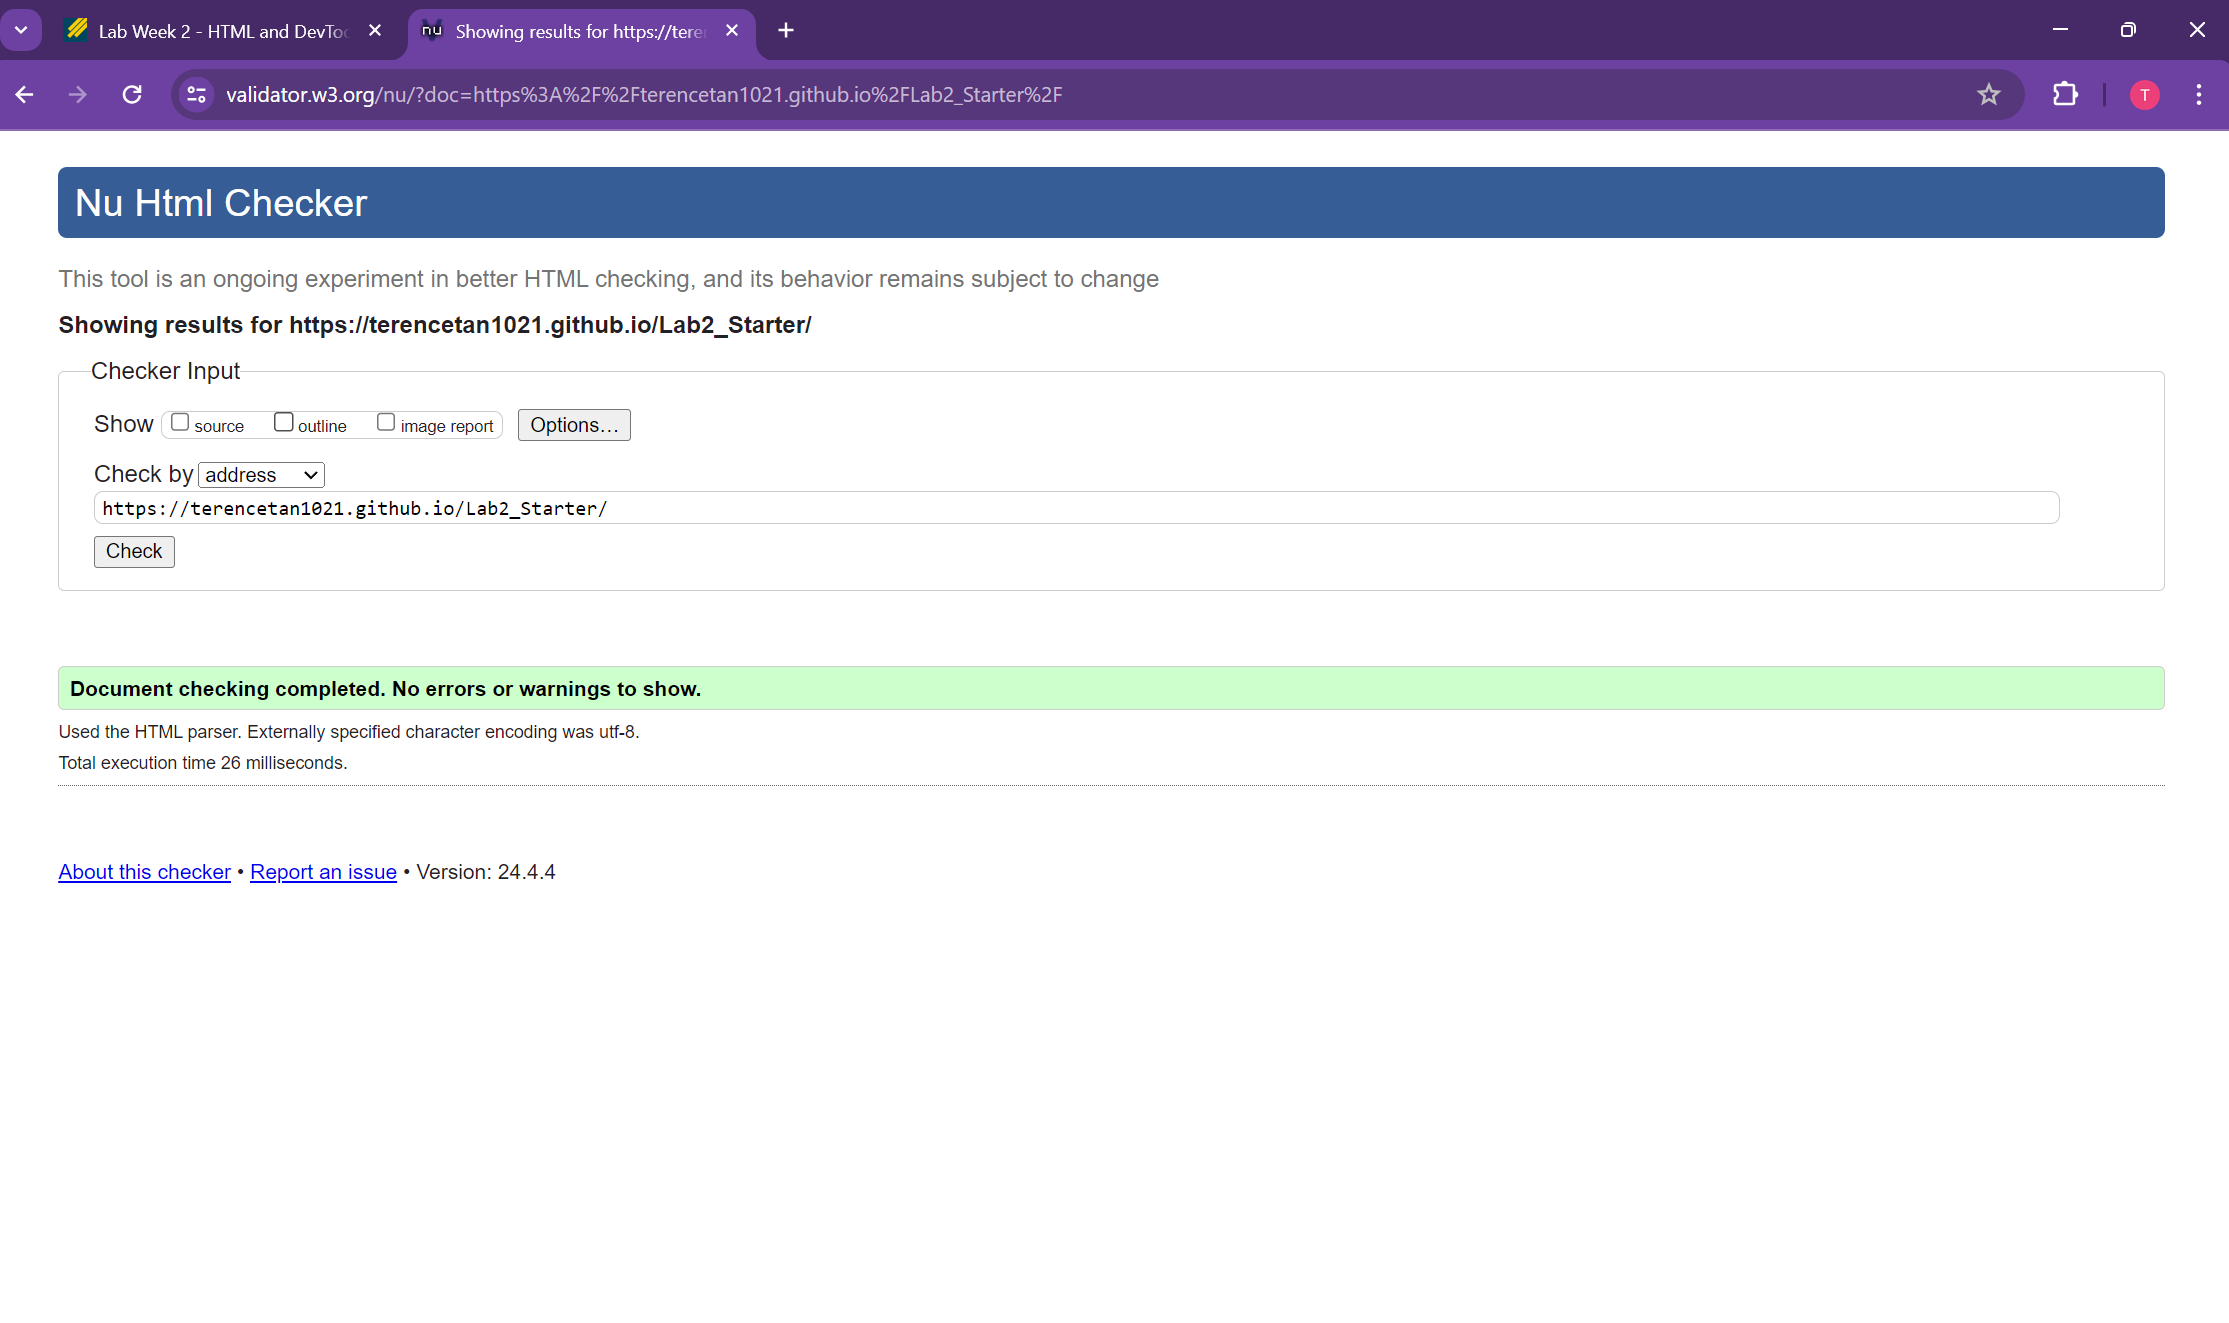 Lab Week 2 - HTML and DevToo
nu Showing results for https://terer
validator.w3.org/nu/?doc=https%3A%2F%2Fterencetan1021.github.io%2FLab2_Starter%2F
T
Nu Html Checker
This tool is an ongoing experiment in better HTML checking, and its behavior remains subject to change
Showing results for https://terencetan1021.github.io/Lab2_Starter/
Checker Input
Show source outline image report Options...
Check by address
https://terencetan1021.github.io/Lab2_Starter/
Check
Document checking completed. No errors or warnings to show.
Used the HTML parser. Externally specified character encoding was utf-8.
Total execution time 26 milliseconds.
About this checker • Report an issue • Version: 24.4.4